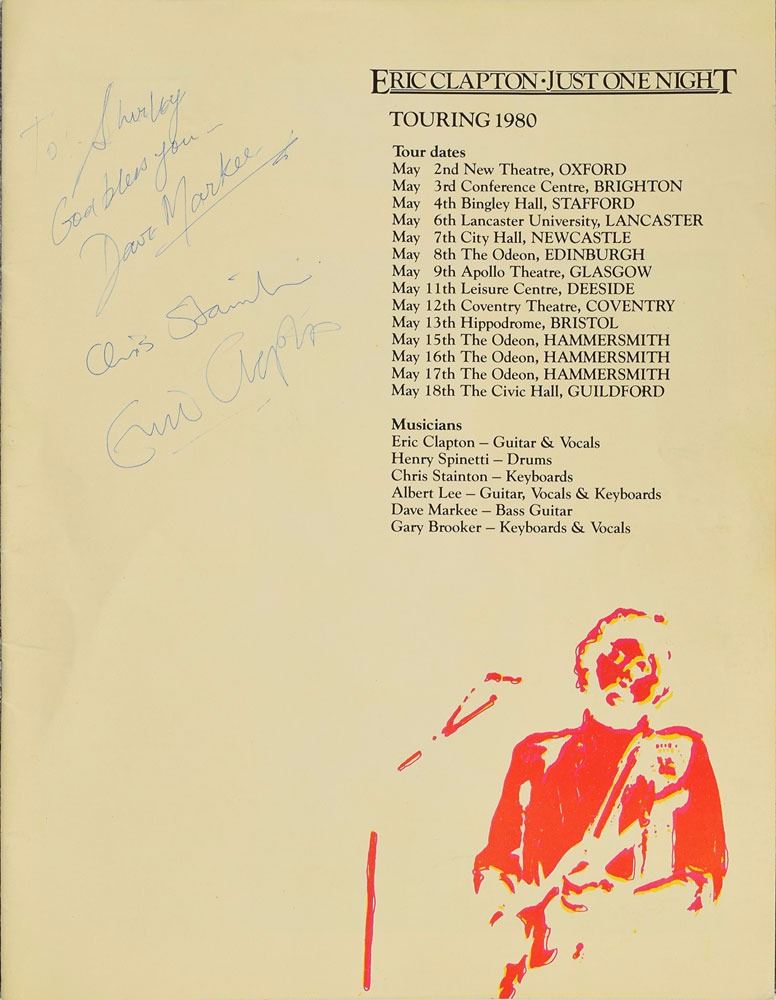 To: Shirley
God bless you –
Dave Markee
Chris Stainton
Eric Clapton
ERIC CLAPTON·JUST ONE NIGHT
TOURING 1980
Tour dates
May 2nd New Theatre, OXFORD
May 3rd Conference Centre, BRIGHTON
May 4th Bingley Hall, STAFFORD
May 6th Lancaster University, LANCASTER
May 7th City Hall, NEWCASTLE
May 8th The Odeon, EDINBURGH
May 9th Apollo Theatre, GLASGOW
May 11th Leisure Centre, DEESIDE
May 12th Coventry Theatre, COVENTRY
May 13th Hippodrome, BRISTOL
May 15th The Odeon, HAMMERSMITH
May 16th The Odeon, HAMMERSMITH
May 17th The Odeon, HAMMERSMITH
May 18th The Civic Hall, GUILDFORD
Musicians
Eric Clapton – Guitar & Vocals
Henry Spinetti – Drums
Chris Stainton – Keyboards
Albert Lee – Guitar, Vocals & Keyboards
Dave Markee – Bass Guitar
Gary Brooker – Keyboards & Vocals